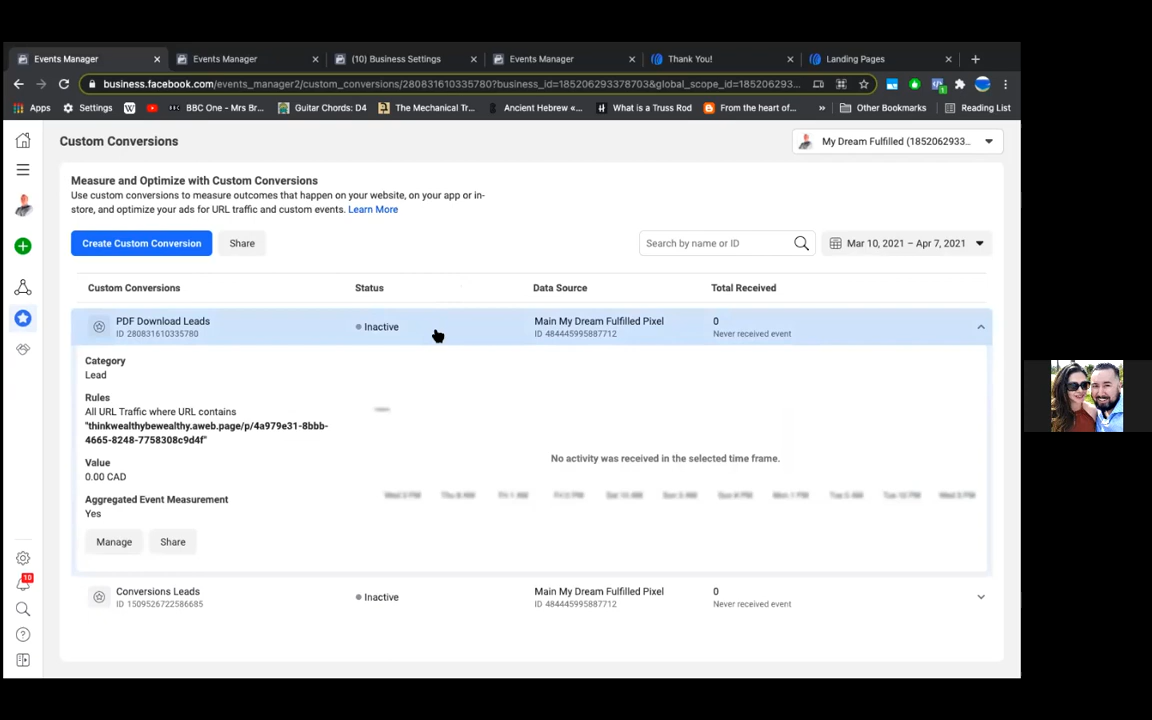 Events Manager
Events Manager
(10) Business Settings
Events Manager
Thank You!
Landing Pages
business.facebook.com/events_manager2/custom_conversions/280831610335780?business_id=185206293378703&global_scope_id=185206293...
Apps
Settings
BBC One - Mrs Br...
Guitar Chords: D4
The Mechanical Tr...
Ancient Hebrew «...
What is a Truss Rod
From the heart of...
»
Other Bookmarks
Reading List
Custom Conversions
My Dream Fulfilled (1852062933...
Measure and Optimize with Custom Conversions
Use custom conversions to measure outcomes that happen on your website, on your app or in-
store, and optimize your ads for URL traffic and custom events. Learn More
Create Custom Conversion
Share
Search by name or ID
Mar 10, 2021 – Apr 7, 2021
Custom Conversions
Status
Data Source
Total Received
PDF Download Leads
ID 280831610335780
Inactive
Main My Dream Fulfilled Pixel
ID 484445995887712
0
Never received event
Category
Lead
Rules
All URL Traffic where URL contains
"thinkwealthybewealthy.aweb.page/p/4a979e31-8bbb-
4665-8248-7758308c9d4f"
Value
0.00 CAD
Aggregated Event Measurement
Yes
No activity was received in the selected time frame.
Manage
Share
Conversions Leads
ID 1509526722586685
Inactive
Main My Dream Fulfilled Pixel
ID 484445995887712
0
Never received event
10